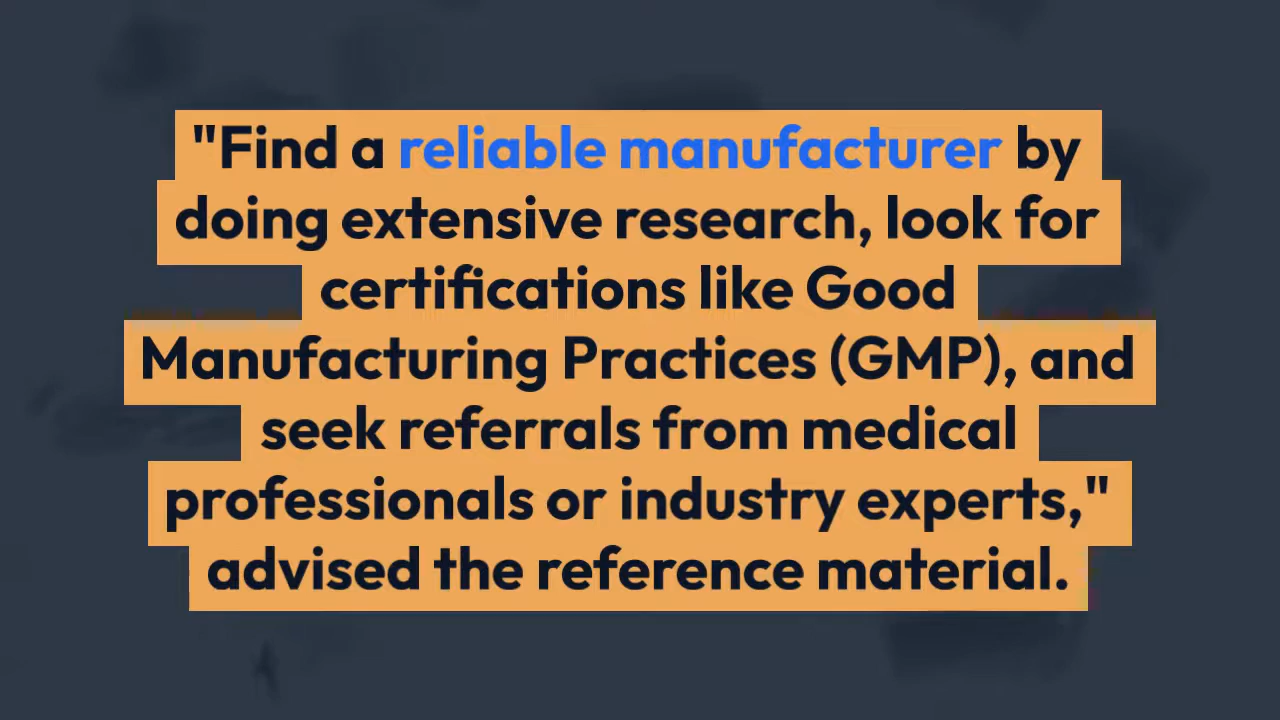 "Find a reliable manufacturer by
doing extensive research, look for
certifications like Good
Manufacturing Practices (GMP), and
seek referrals from medical
professionals or industry experts,"
advised the reference material.